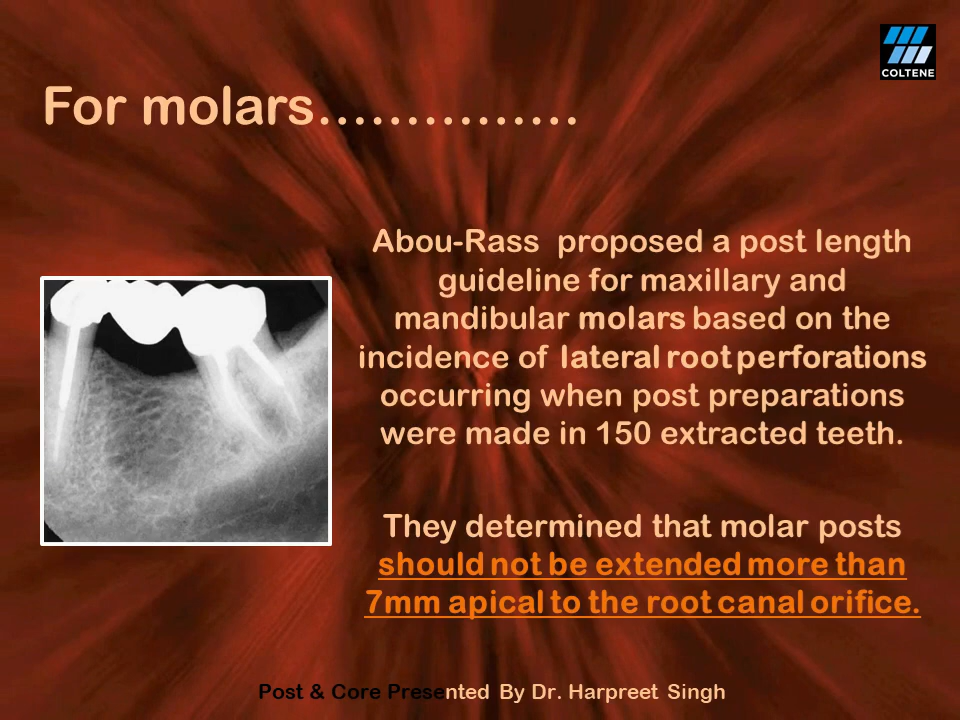 COLTENE
For molars……………
Abou-Rass proposed a post length
guideline for maxillary and
mandibular molars based on the
incidence of lateral root perforations
occurring when post preparations
were made in 150 extracted teeth.
They determined that molar posts
should not be extended more than
7mm apical to the root canal orifice.
Post & Core Presented By Dr. Harpreet Singh